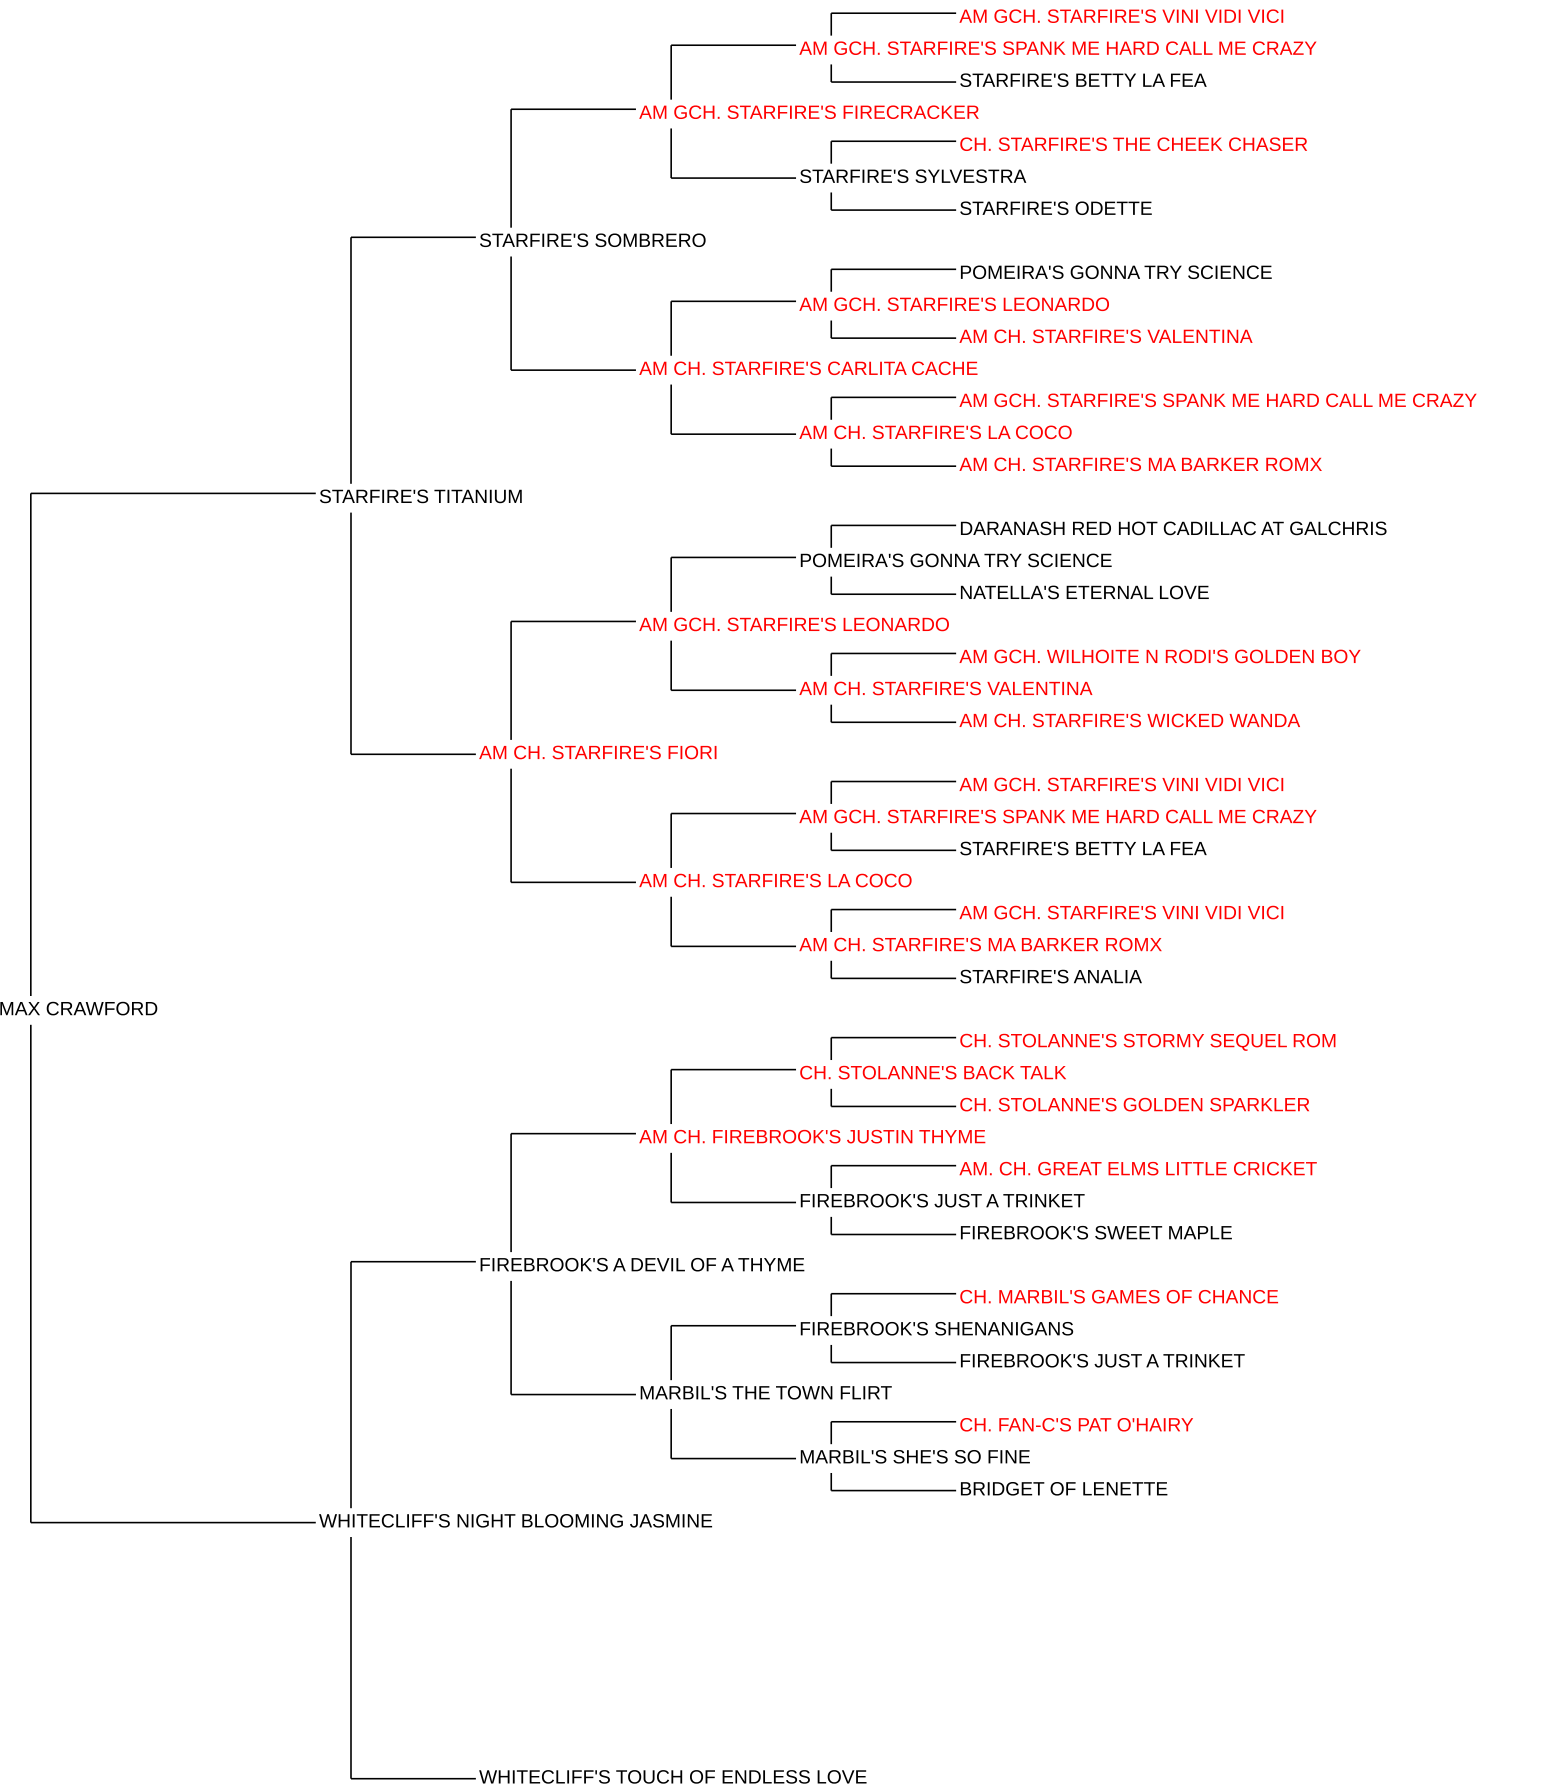 AM GCH. STARFIRE'S VINI VIDI VICI
AM GCH. STARFIRE'S SPANK ME HARD CALL ME CRAZY
STARFIRE'S BETTY LA FEA
AM GCH. STARFIRE'S FIRECRACKER
CH. STARFIRE'S THE CHEEK CHASER
STARFIRE'S SYLVESTRA
STARFIRE'S ODETTE
STARFIRE'S SOMBRERO
POMEIRA'S GONNA TRY SCIENCE
AM GCH. STARFIRE'S LEONARDO
AM CH. STARFIRE'S VALENTINA
AM CH. STARFIRE'S CARLITA CACHE
AM GCH. STARFIRE'S SPANK ME HARD CALL ME CRAZY
AM CH. STARFIRE'S LA COCO
AM CH. STARFIRE'S MA BARKER ROMX
STARFIRE'S TITANIUM
DARANASH RED HOT CADILLAC AT GALCHRIS
POMEIRA'S GONNA TRY SCIENCE
NATELLA'S ETERNAL LOVE
AM GCH. STARFIRE'S LEONARDO
AM GCH. WILHOITE N RODI'S GOLDEN BOY
AM CH. STARFIRE'S VALENTINA
AM CH. STARFIRE'S WICKED WANDA
AM CH. STARFIRE'S FIORI
AM GCH. STARFIRE'S VINI VIDI VICI
AM GCH. STARFIRE'S SPANK ME HARD CALL ME CRAZY
STARFIRE'S BETTY LA FEA
AM CH. STARFIRE'S LA COCO
AM GCH. STARFIRE'S VINI VIDI VICI
AM CH. STARFIRE'S MA BARKER ROMX
STARFIRE'S ANALIA
MAX CRAWFORD
CH. STOLANNE'S STORMY SEQUEL ROM
CH. STOLANNE'S BACK TALK
CH. STOLANNE'S GOLDEN SPARKLER
AM CH. FIREBROOK'S JUSTIN THYME
AM. CH. GREAT ELMS LITTLE CRICKET
FIREBROOK'S JUST A TRINKET
FIREBROOK'S SWEET MAPLE
FIREBROOK'S A DEVIL OF A THYME
CH. MARBIL'S GAMES OF CHANCE
FIREBROOK'S SHENANIGANS
FIREBROOK'S JUST A TRINKET
MARBIL'S THE TOWN FLIRT
CH. FAN-C'S PAT O'HAIRY
MARBIL'S SHE'S SO FINE
BRIDGET OF LENETTE
WHITECLIFF'S NIGHT BLOOMING JASMINE
WHITECLIFF'S TOUCH OF ENDLESS LOVE